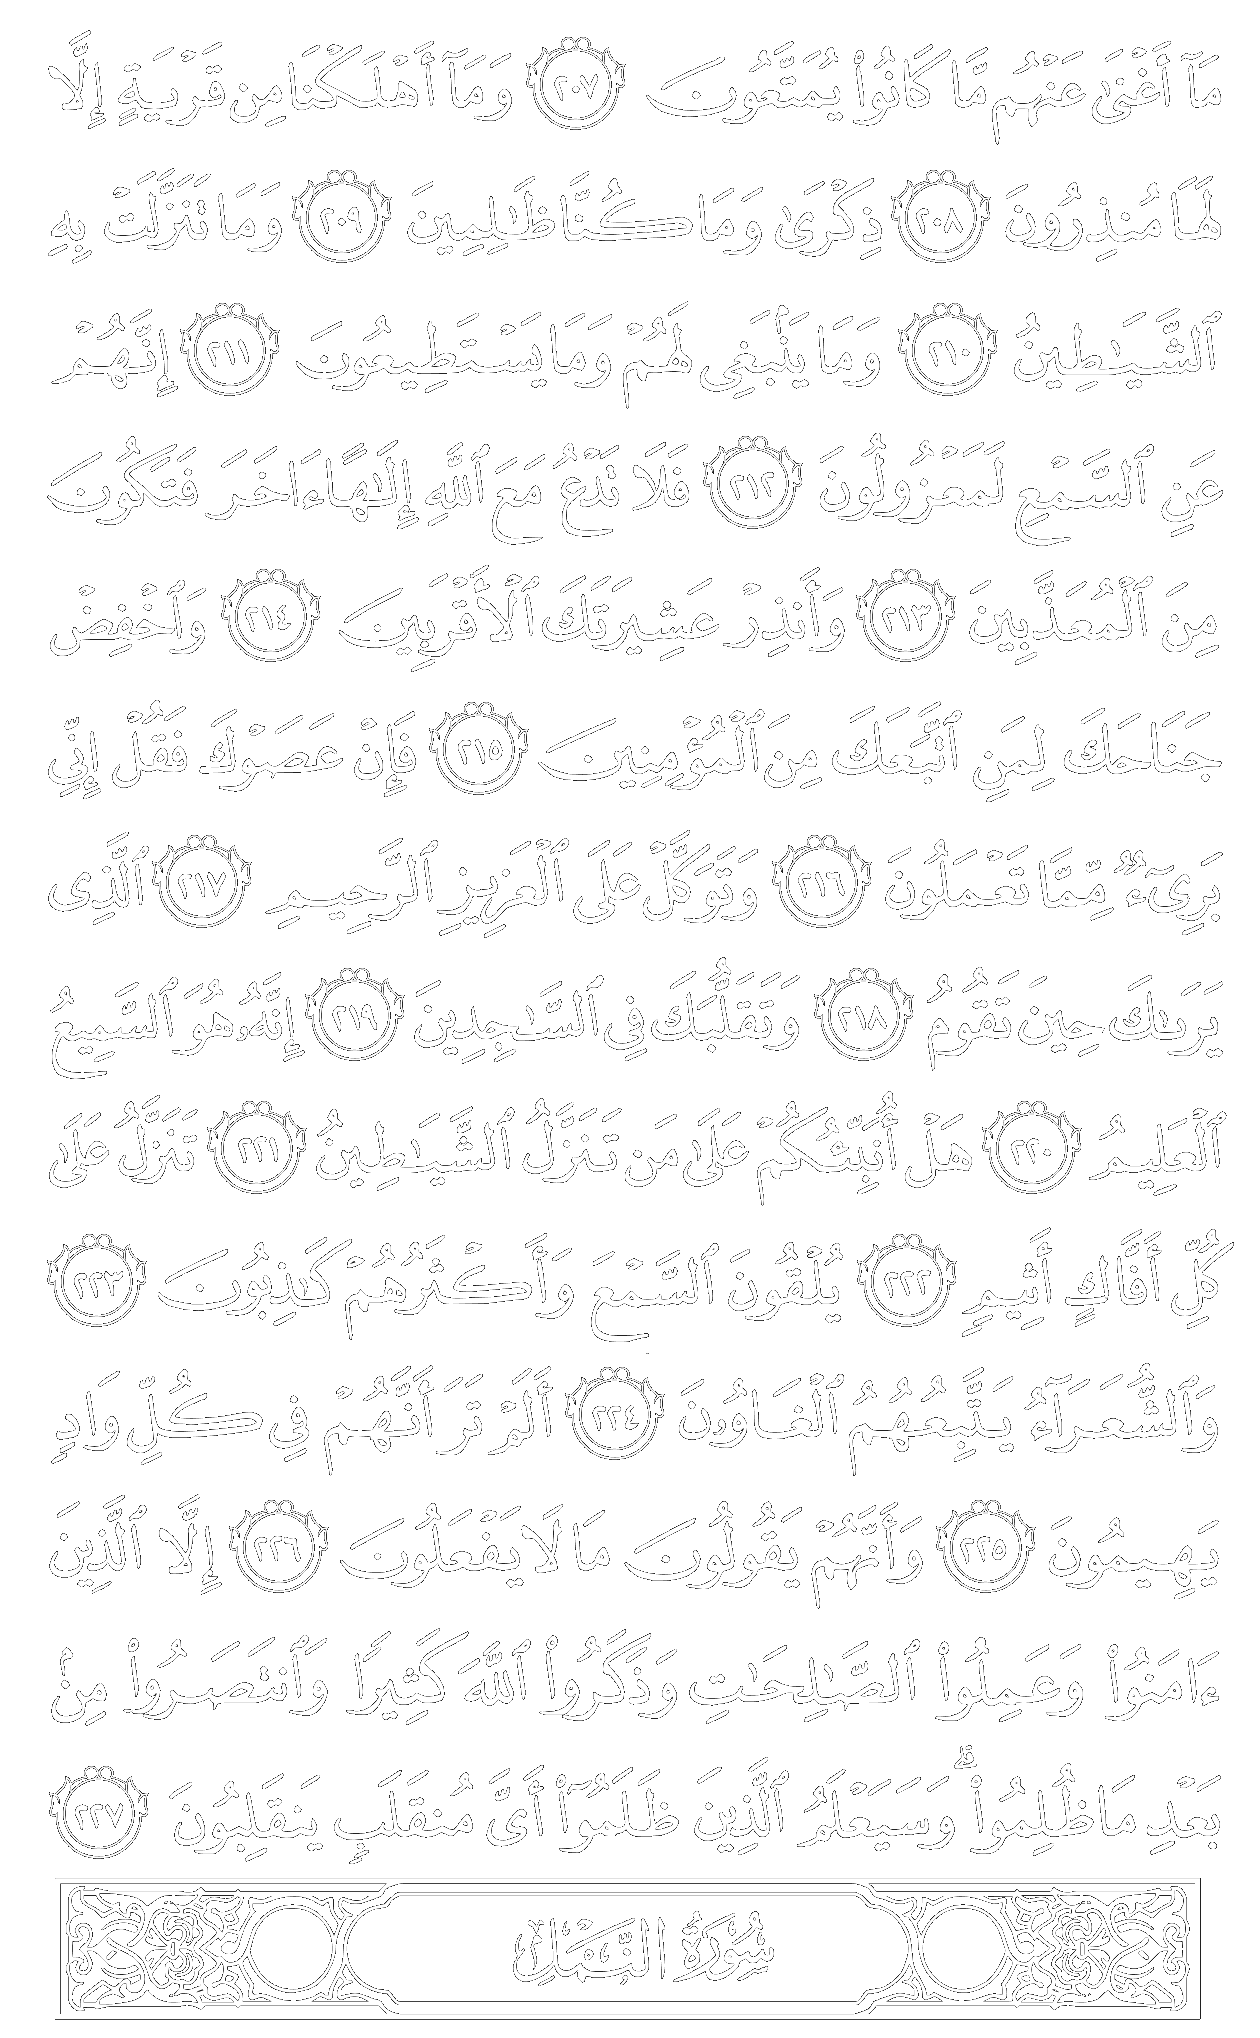 مَآ أَغْنَىٰ عَنْهُم مَّا كَانُوا۟ يُمَتَّعُونَ ٢٠٧ وَمَآ أَهْلَكْنَا مِن قَرْيَةٍ إِلَّا
لَهَا مُنذِرُونَ ٢٠٨ ذِكْرَىٰ وَمَا كُنَّا ظَـٰلِمِينَ ٢٠٩ وَمَا تَنَزَّلَتْ بِهِ
ٱلشَّيَـٰطِينُ ٢١٠ وَمَا يَنۢبَغِى لَهُمْ وَمَا يَسْتَطِيعُونَ ٢١١ إِنَّهُمْ
عَنِ ٱلسَّمْعِ لَمَعْزُولُونَ ٢١٢ فَلَا تَدْعُ مَعَ ٱللَّهِ إِلَـٰهًا ءَاخَرَ فَتَكُونَ
مِنَ ٱلْمُعَذَّبِينَ ٢١٣ وَأَنذِرْ عَشِيرَتَكَ ٱلْأَقْرَبِينَ ٢١٤ وَٱخْفِضْ
جَنَاحَكَ لِمَنِ ٱتَّبَعَكَ مِنَ ٱلْمُؤْمِنِينَ ٢١٥ فَإِنْ عَصَوْكَ فَقُلْ إِنِّى
بَرِىٓءٌ مِّمَّا تَعْمَلُونَ ٢١٦ وَتَوَكَّلْ عَلَى ٱلْعَزِيزِ ٱلرَّحِيمِ ٢١٧ ٱلَّذِى
يَرَىٰكَ حِينَ تَقُومُ ٢١٨ وَتَقَلُّبَكَ فِى ٱلسَّـٰجِدِينَ ٢١٩ إِنَّهُۥ هُوَ ٱلسَّمِيعُ
ٱلْعَلِيمُ ٢٢٠ هَلْ أُنَبِّئُكُمْ عَلَىٰ مَن تَنَزَّلُ ٱلشَّيَـٰطِينُ ٢٢١ تَنَزَّلُ عَلَىٰ
كُلِّ أَفَّاكٍ أَثِيمٍ ٢٢٢ يُلْقُونَ ٱلسَّمْعَ وَأَكْثَرُهُمْ كَـٰذِبُونَ ٢٢٣
وَٱلشُّعَرَآءُ يَتَّبِعُهُمُ ٱلْغَاوُۥنَ ٢٢٤ أَلَمْ تَرَ أَنَّهُمْ فِى كُلِّ وَادٍ
يَهِيمُونَ ٢٢٥ وَأَنَّهُمْ يَقُولُونَ مَا لَا يَفْعَلُونَ ٢٢٦ إِلَّا ٱلَّذِينَ
ءَامَنُوا۟ وَعَمِلُوا۟ ٱلصَّـٰلِحَـٰتِ وَذَكَرُوا۟ ٱللَّهَ كَثِيرًا وَٱنتَصَرُوا۟ مِنۢ
بَعْدِ مَا ظُلِمُوا۟ ۗ وَسَيَعْلَمُ ٱلَّذِينَ ظَلَمُوٓا۟ أَىَّ مُنقَلَبٍ يَنقَلِبُونَ ٢٢٧
سُورَةُ النَّمْلِ